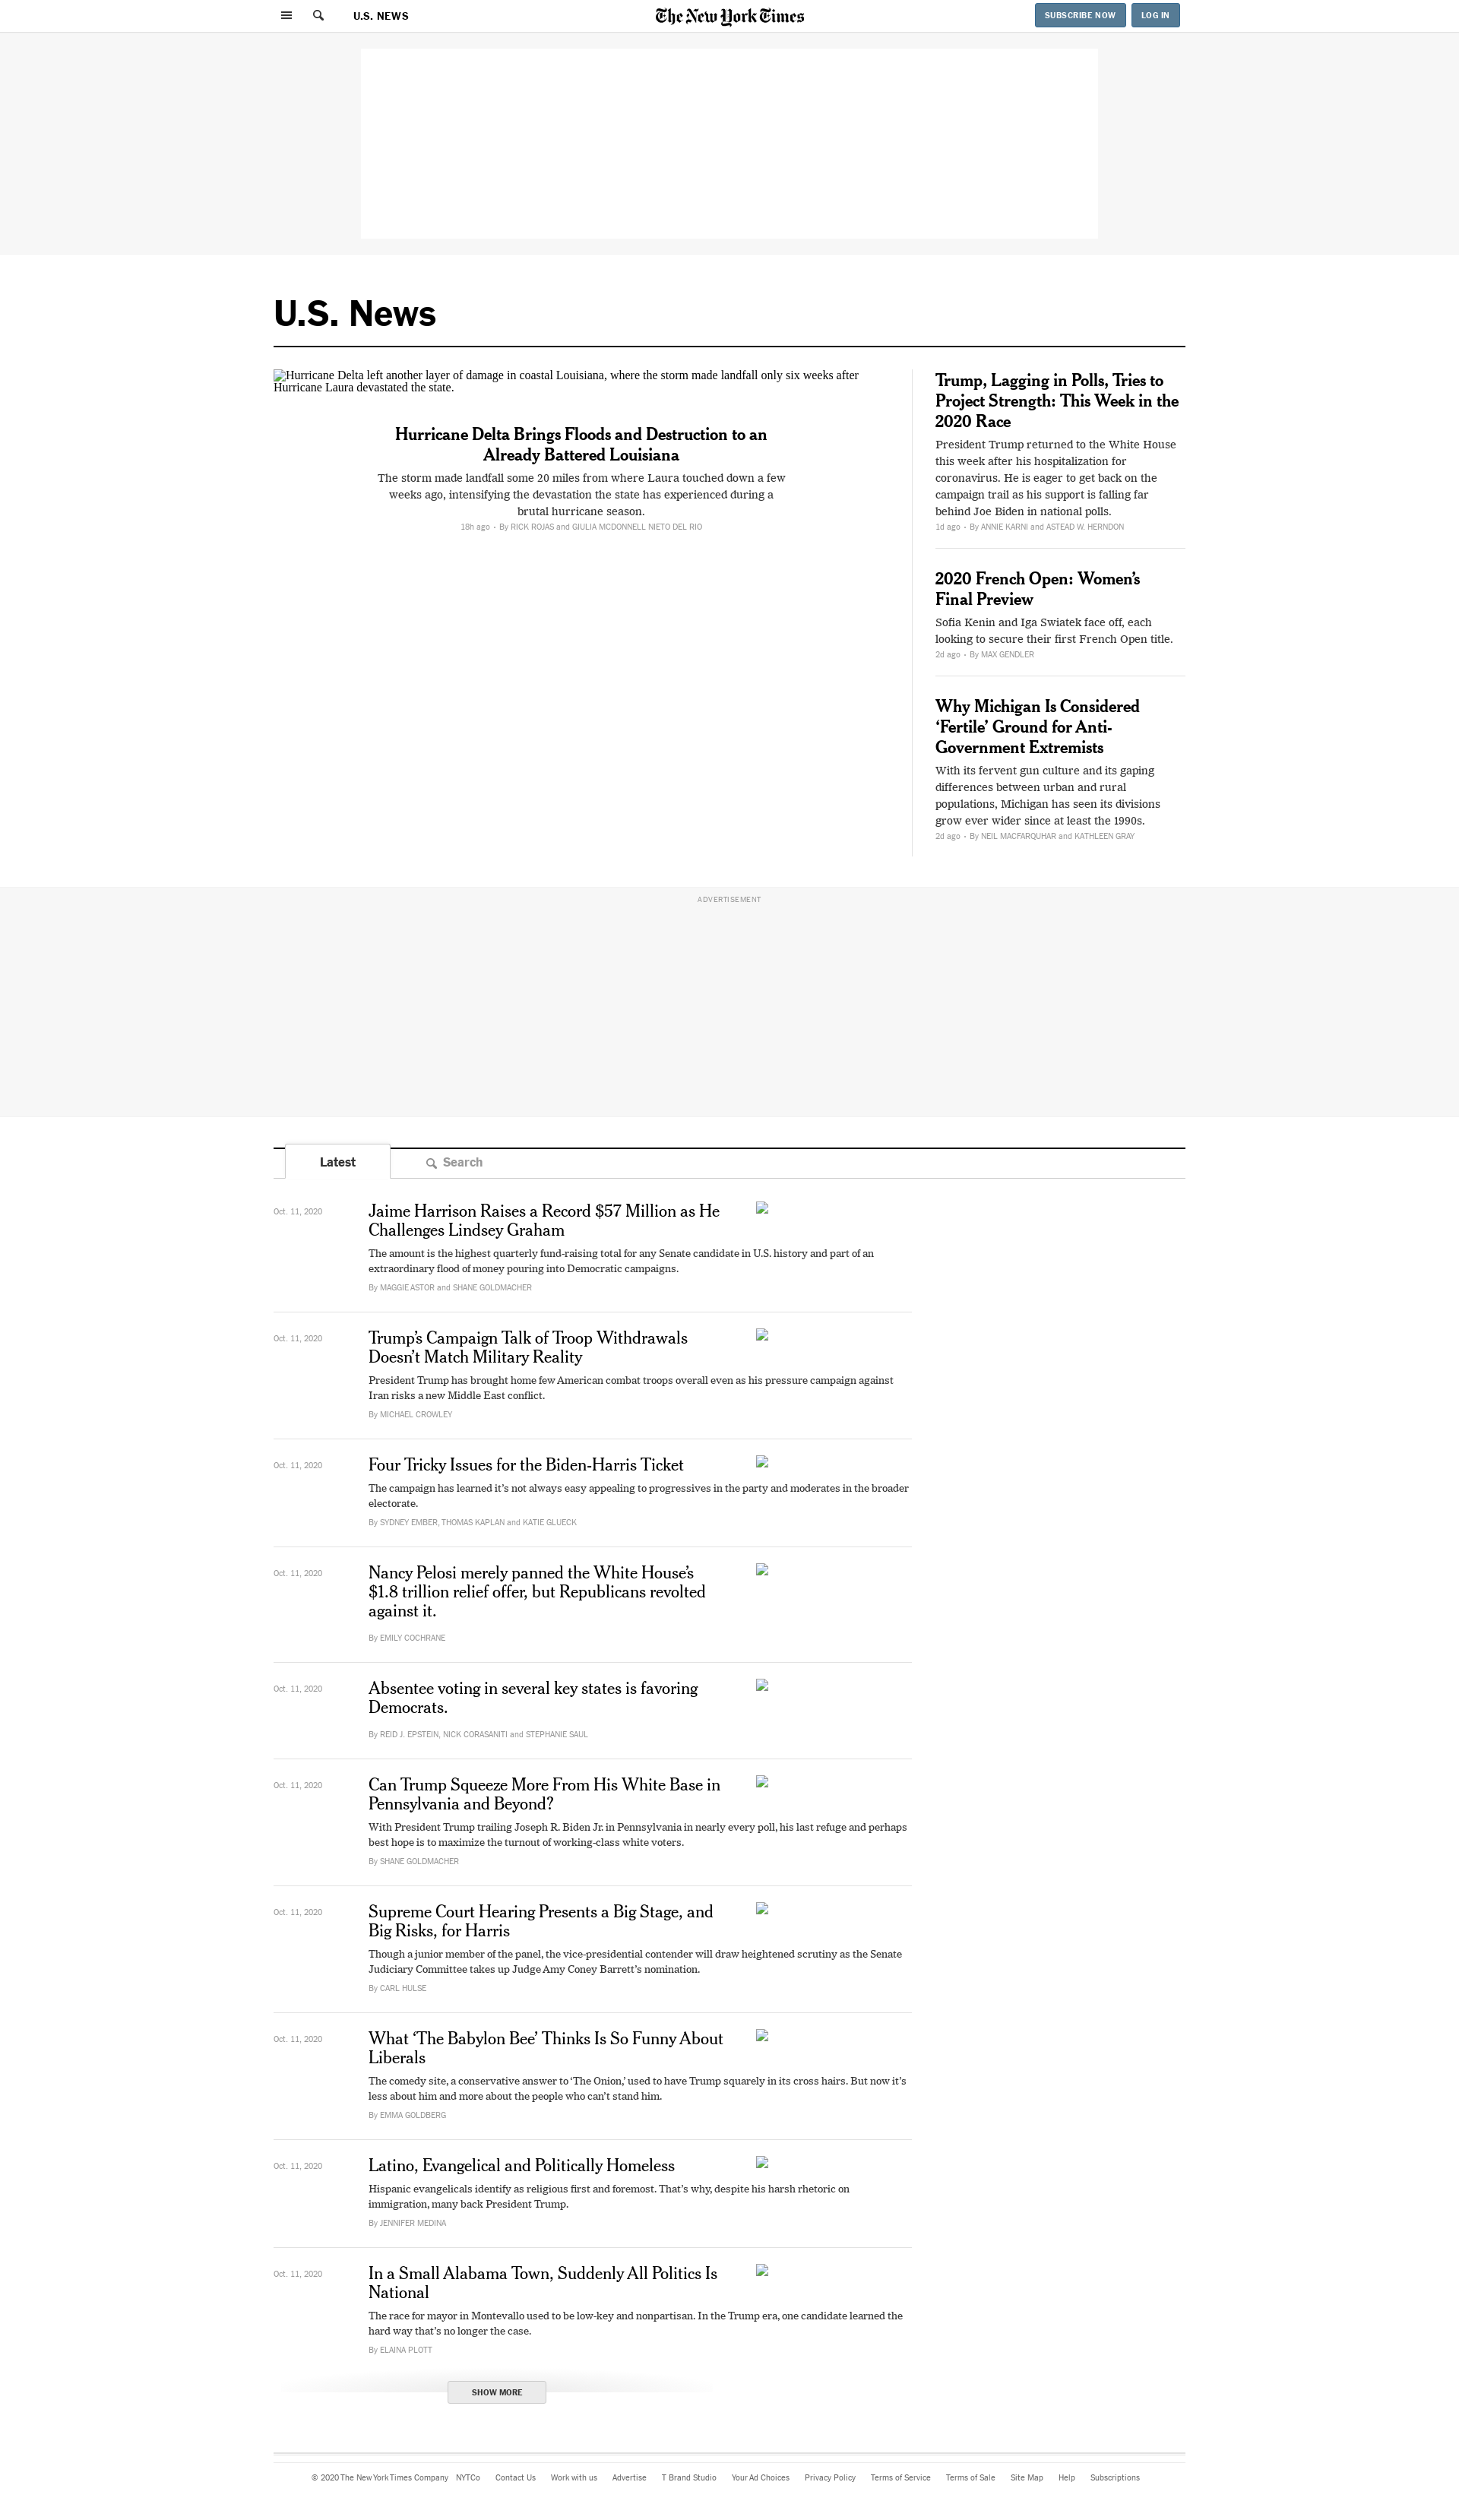 U.S. NEWS
The New York Times
SUBSCRIBE NOW
LOG IN
U.S. News
Hurricane Delta left another layer of damage in coastal Louisiana, where the storm made landfall only six weeks after
Hurricane Laura devastated the state.
Hurricane Delta Brings Floods and Destruction to an
Already Battered Louisiana
The storm made landfall some 20 miles from where Laura touched down a few
weeks ago, intensifying the devastation the state has experienced during a
brutal hurricane season.
18h ago • By RICK ROJAS and GIULIA MCDONNELL NIETO DEL RIO
Trump, Lagging in Polls, Tries to
Project Strength: This Week in the
2020 Race
President Trump returned to the White House
this week after his hospitalization for
coronavirus. He is eager to get back on the
campaign trail as his support is falling far
behind Joe Biden in national polls.
1d ago • By ANNIE KARNI and ASTEAD W. HERNDON
2020 French Open: Women’s
Final Preview
Sofia Kenin and Iga Swiatek face off, each
looking to secure their first French Open title.
2d ago • By MAX GENDLER
Why Michigan Is Considered
‘Fertile’ Ground for Anti-
Government Extremists
With its fervent gun culture and its gaping
differences between urban and rural
populations, Michigan has seen its divisions
grow ever wider since at least the 1990s.
2d ago • By NEIL MACFARQUHAR and KATHLEEN GRAY
ADVERTISEMENT
Latest
Search
Oct. 11, 2020
Jaime Harrison Raises a Record $57 Million as He
Challenges Lindsey Graham
The amount is the highest quarterly fund-raising total for any Senate candidate in U.S. history and part of an
extraordinary flood of money pouring into Democratic campaigns.
By MAGGIE ASTOR and SHANE GOLDMACHER
Oct. 11, 2020
Trump’s Campaign Talk of Troop Withdrawals
Doesn’t Match Military Reality
President Trump has brought home few American combat troops overall even as his pressure campaign against
Iran risks a new Middle East conflict.
By MICHAEL CROWLEY
Oct. 11, 2020
Four Tricky Issues for the Biden-Harris Ticket
The campaign has learned it’s not always easy appealing to progressives in the party and moderates in the broader
electorate.
By SYDNEY EMBER, THOMAS KAPLAN and KATIE GLUECK
Oct. 11, 2020
Nancy Pelosi merely panned the White House’s
$1.8 trillion relief offer, but Republicans revolted
against it.
By EMILY COCHRANE
Oct. 11, 2020
Absentee voting in several key states is favoring
Democrats.
By REID J. EPSTEIN, NICK CORASANITI and STEPHANIE SAUL
Oct. 11, 2020
Can Trump Squeeze More From His White Base in
Pennsylvania and Beyond?
With President Trump trailing Joseph R. Biden Jr. in Pennsylvania in nearly every poll, his last refuge and perhaps
best hope is to maximize the turnout of working-class white voters.
By SHANE GOLDMACHER
Oct. 11, 2020
Supreme Court Hearing Presents a Big Stage, and
Big Risks, for Harris
Though a junior member of the panel, the vice-presidential contender will draw heightened scrutiny as the Senate
Judiciary Committee takes up Judge Amy Coney Barrett’s nomination.
By CARL HULSE
Oct. 11, 2020
What ‘The Babylon Bee’ Thinks Is So Funny About
Liberals
The comedy site, a conservative answer to ‘The Onion,’ used to have Trump squarely in its cross hairs. But now it’s
less about him and more about the people who can’t stand him.
By EMMA GOLDBERG
Oct. 11, 2020
Latino, Evangelical and Politically Homeless
Hispanic evangelicals identify as religious first and foremost. That’s why, despite his harsh rhetoric on
immigration, many back President Trump.
By JENNIFER MEDINA
Oct. 11, 2020
In a Small Alabama Town, Suddenly All Politics Is
National
The race for mayor in Montevallo used to be low-key and nonpartisan. In the Trump era, one candidate learned the
hard way that’s no longer the case.
By ELAINA PLOTT
SHOW MORE
© 2020 The New York Times Company NYTCo Contact Us Work with us Advertise T Brand Studio Your Ad Choices Privacy Policy Terms of Service Terms of Sale Site Map Help Subscriptions